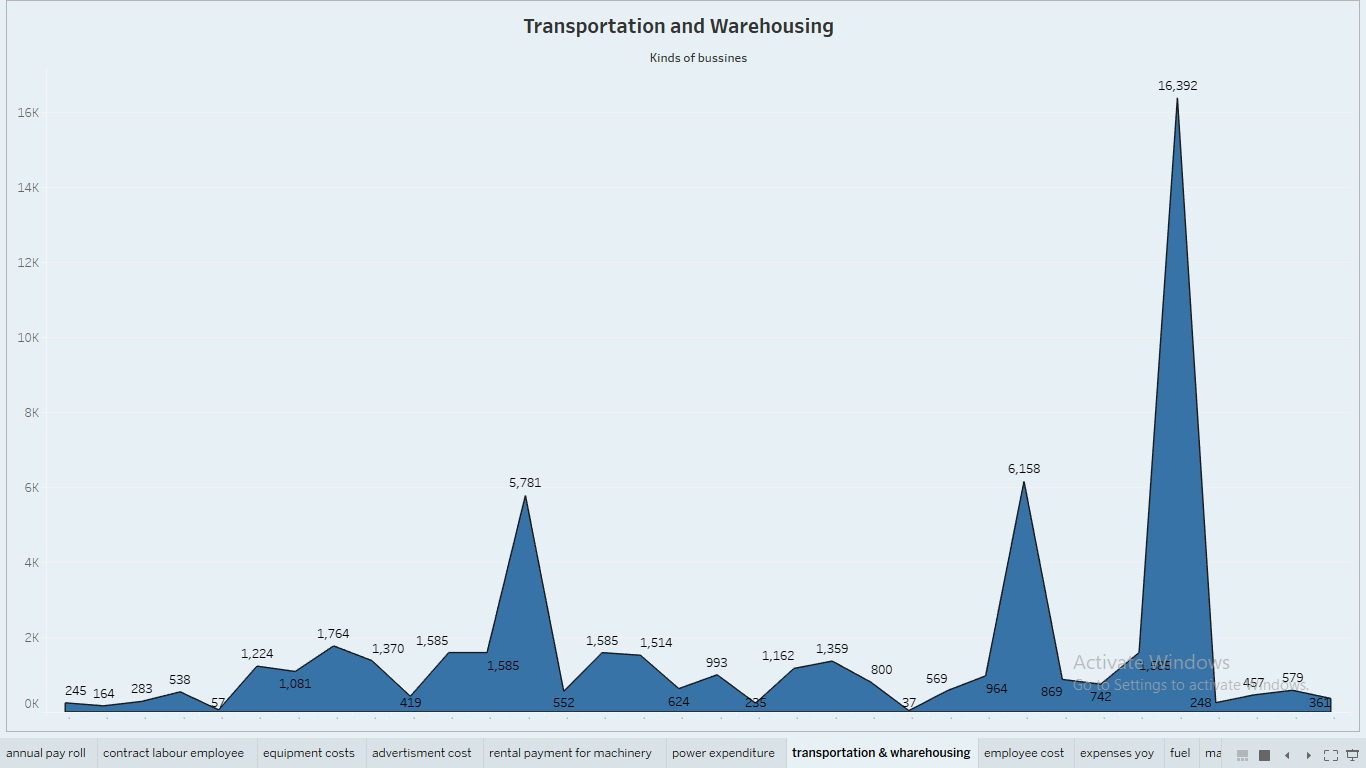 Transportation and Warehousing
Kinds of bussines
16,392
16K
14K
12K
10K
8K
6,158
6K
5,781
4K
2K
1,764
1,585
1,585
1,514
1,370
1,359
1,224
1,162
Activate Windows
1,585
993
800
579
1,081
569
Go to Settings to activate Windows.
457
245
164
283
538
964
869
742
0K
57
419
552
624
235
37
248
361
annual pay roll
contract labour employee
equipment costs
advertisment cost
rental payment for machinery
power expenditure
transportation & wharehousing
employee cost
expenses yoy
fuel
ma